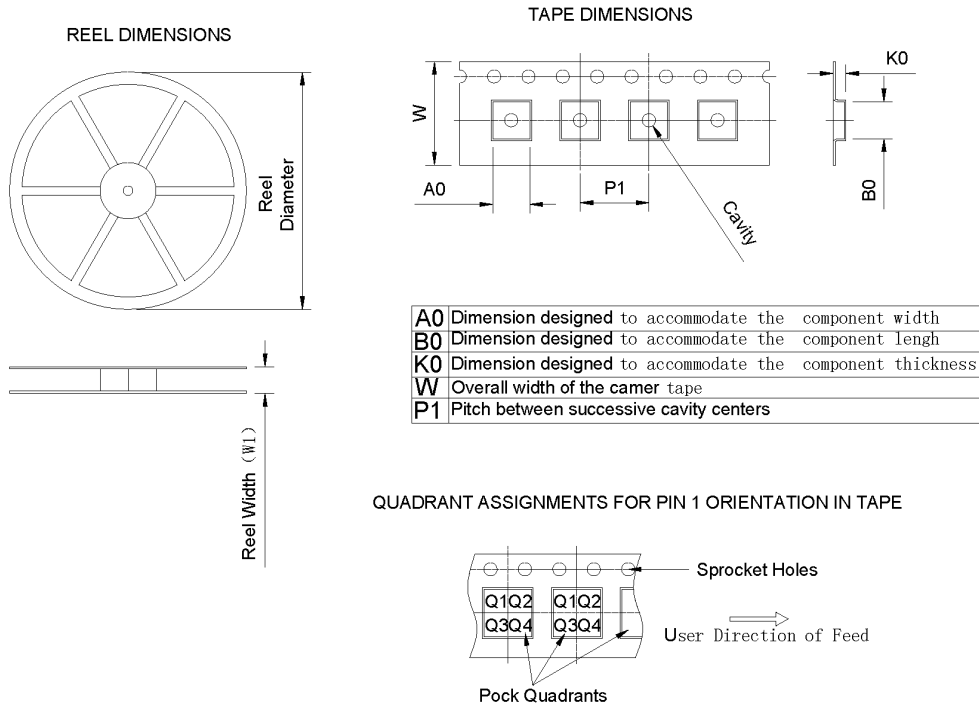 REEL DIMENSIONS
Reel
Diameter
Reel Width (W1)
TAPE DIMENSIONS
W
A0
P1
Cavity
K0
B0
A0 Dimension designed to accommodate the component width
B0 Dimension designed to accommodate the component lengh
K0 Dimension designed to accommodate the component thickness
W Overall width of the camer tape
P1 Pitch between successive cavity centers
QUADRANT ASSIGNMENTS FOR PIN 1 ORIENTATION IN TAPE
Sprocket Holes
Q1 Q2 Q1 Q2
Q3 Q4 Q3 Q4
User Direction of Feed
Pock Quadrants